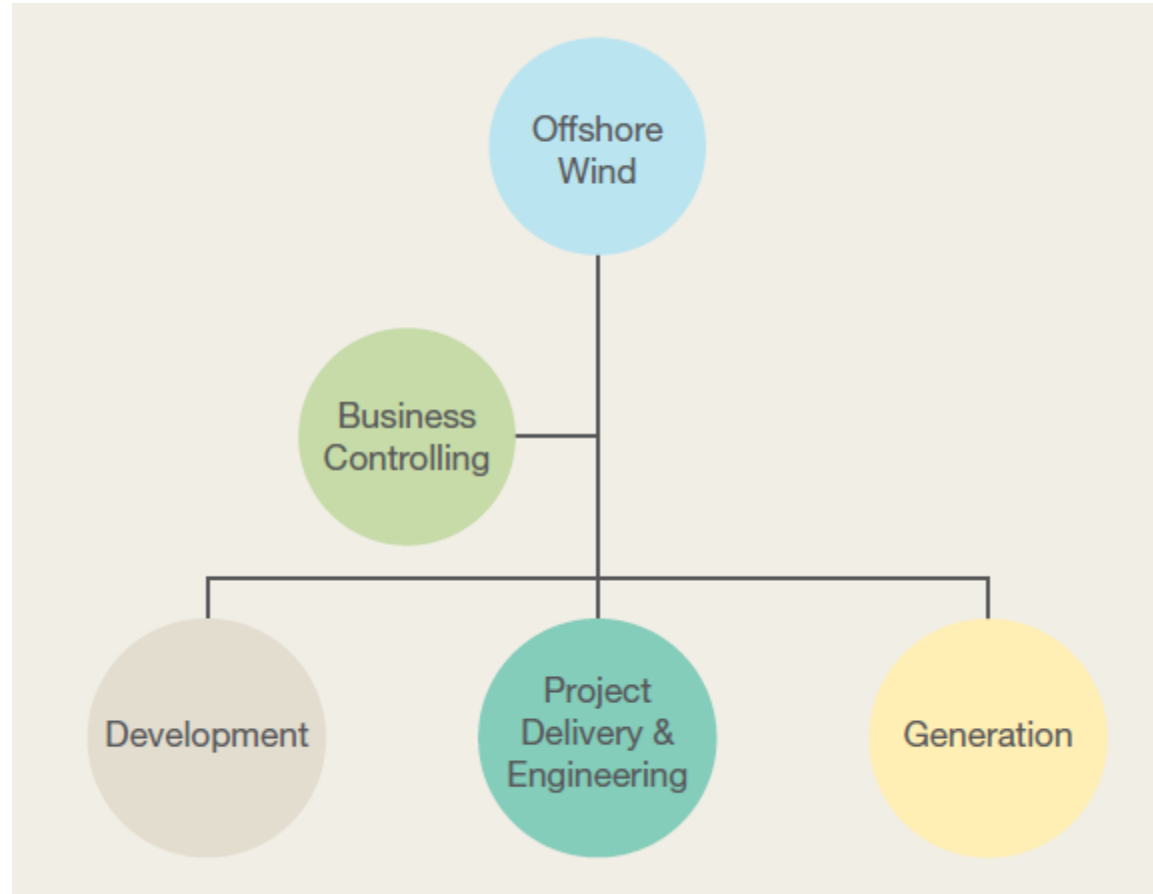 Offshore
Wind
Business
Controlling
Development
Project
Delivery &
Engineering
Generation